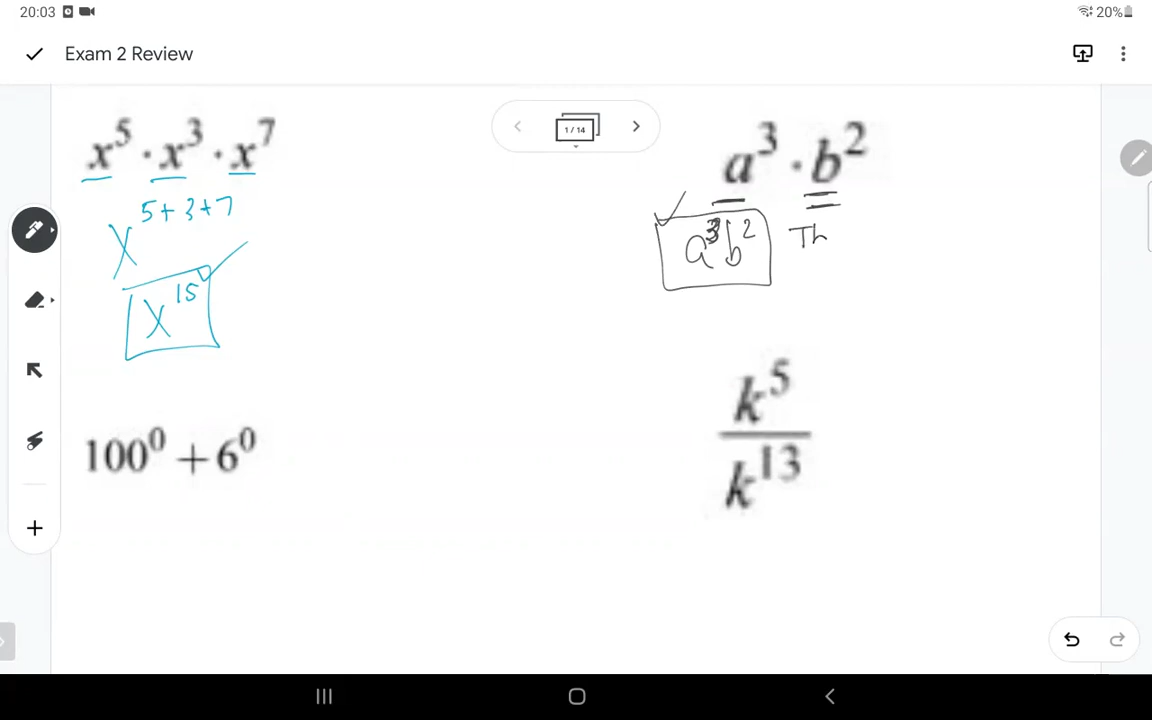 20:03 20%
Exam 2 Review
1 / 14
x⁵ · x³ · x⁷
x⁵⁺³⁺⁷
x¹⁵
a³ · b²
a³b² Th
100⁰ + 6⁰
k⁵
k¹³